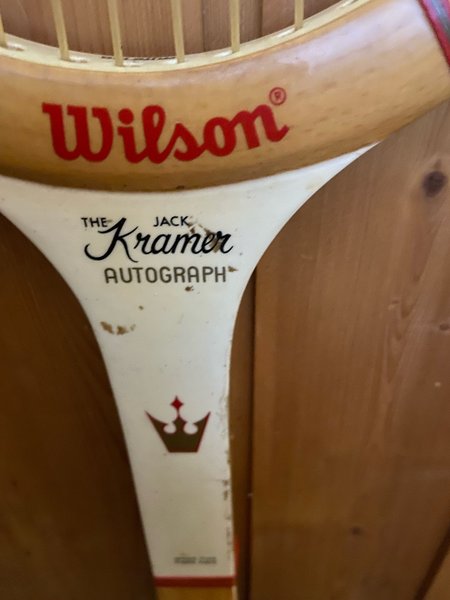 Wilson®
THE JACK
Kramer
AUTOGRAPH